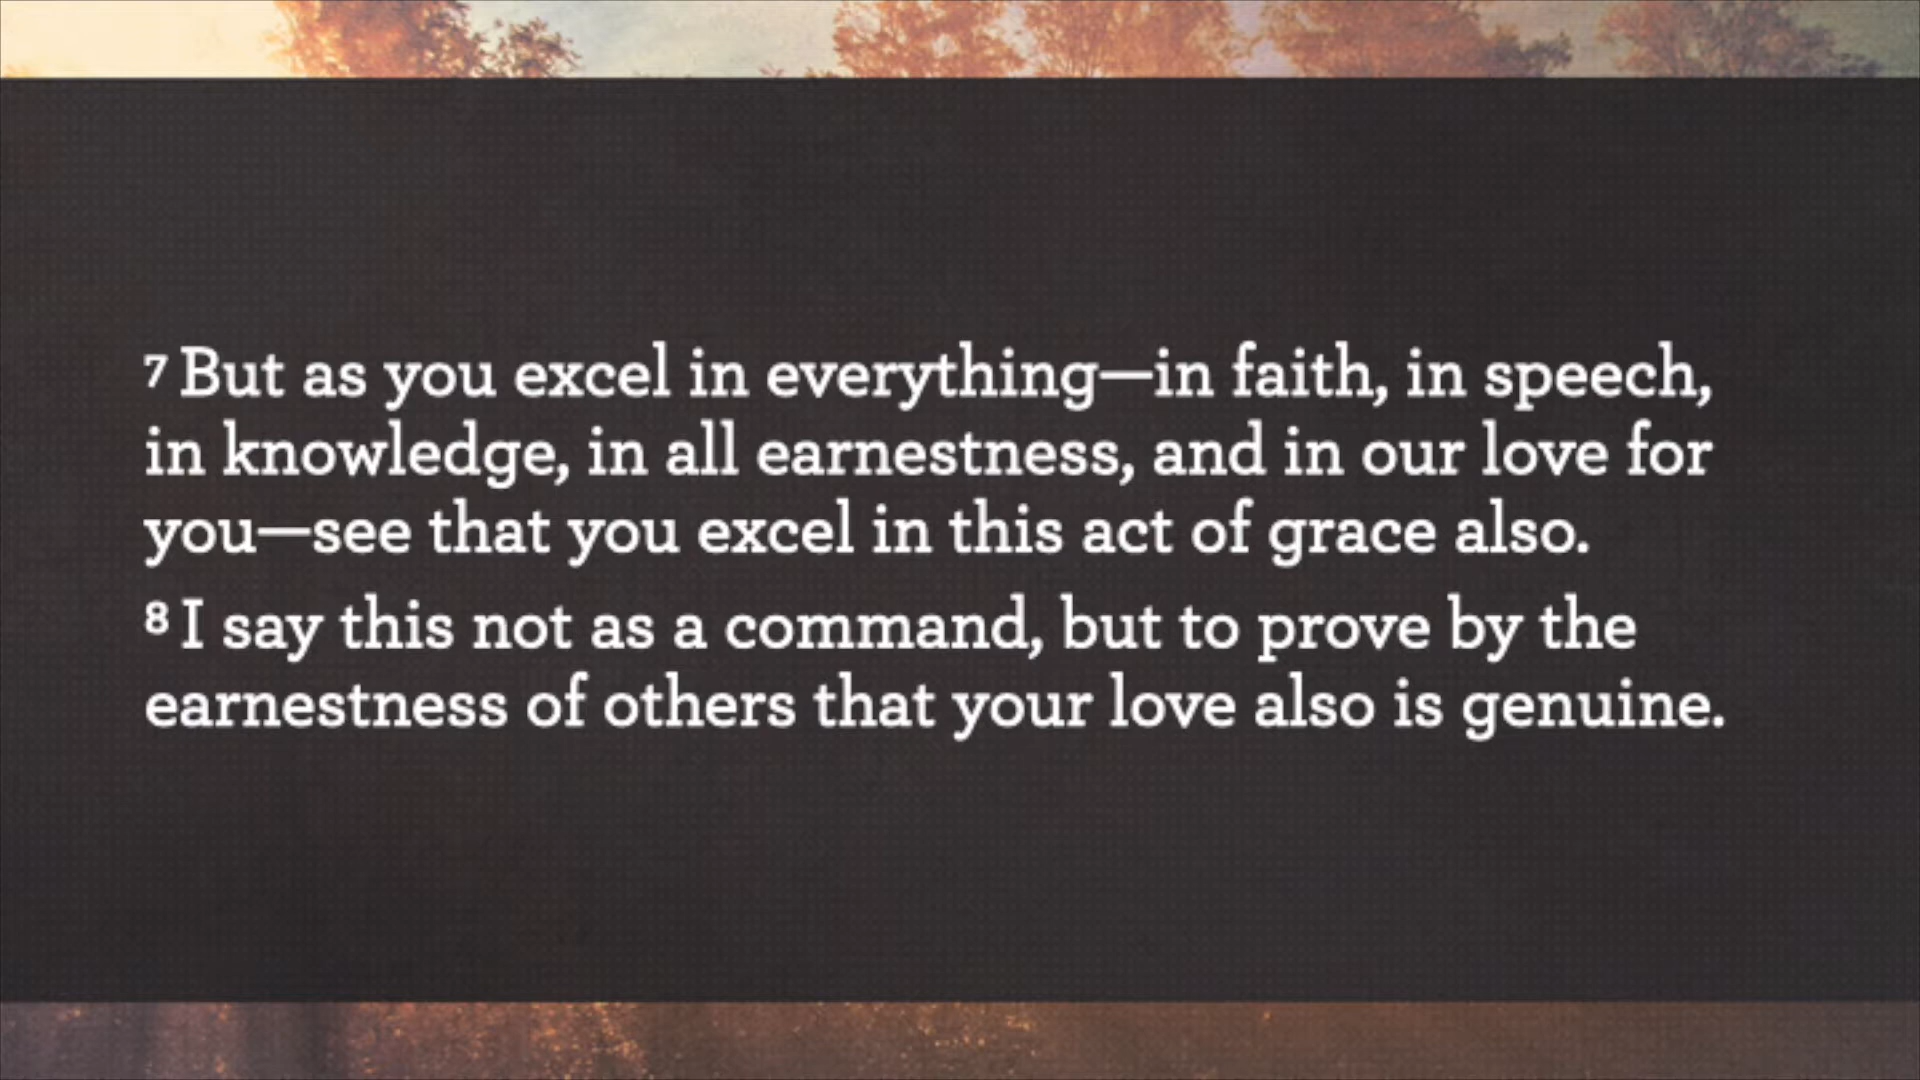 7 But as you excel in everything—in faith, in speech,
in knowledge, in all earnestness, and in our love for
you—see that you excel in this act of grace also.
8 I say this not as a command, but to prove by the
earnestness of others that your love also is genuine.